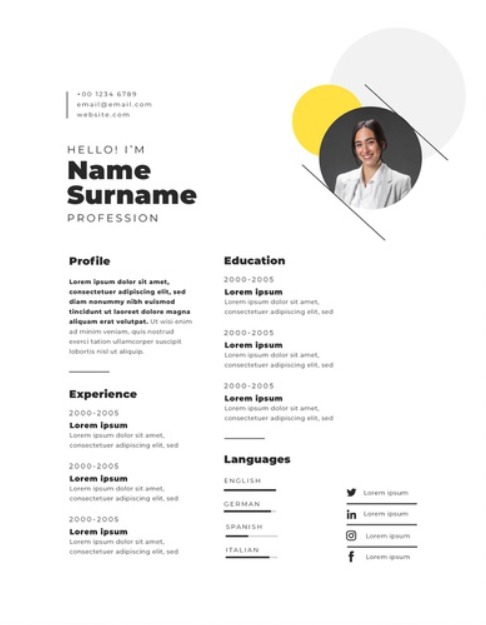 +00 1234 6789
email@email.com
website.com
HELLO! I'M
Name
Surname
PROFESSION
Profile
Lorem ipsum dolor sit amet,
consectetuer adipiscing elit, sed
diam nonummy nibh euismod
tincidunt ut laoreet dolore magna
aliquam erat volutpat. Ut wisi enim
ad minim veniam, quis nostrud
exerci tation ullamcorper suscipit
lobortis nisl ut aliquip.
Experience
2000-2005
Lorem ipsum
Lorem ipsum dolor sit amet,
consectetuer adipiscing elit, sed
2000-2005
Lorem ipsum
Lorem ipsum dolor sit amet,
consectetuer adipiscing elit, sed
2000-2005
Lorem ipsum
Lorem ipsum dolor sit amet,
consectetuer adipiscing elit, sed
Education
2000-2005
Lorem ipsum
Lorem ipsum dolor sit amet,
consectetuer adipiscing elit, sed
2000-2005
Lorem ipsum
Lorem ipsum dolor sit amet,
consectetuer adipiscing elit, sed
2000-2005
Lorem ipsum
Lorem ipsum dolor sit amet,
consectetuer adipiscing elit, sed
Languages
ENGLISH
GERMAN
SPANISH
ITALIAN
Lorem ipsum
Lorem ipsum
Lorem ipsum
Lorem ipsum